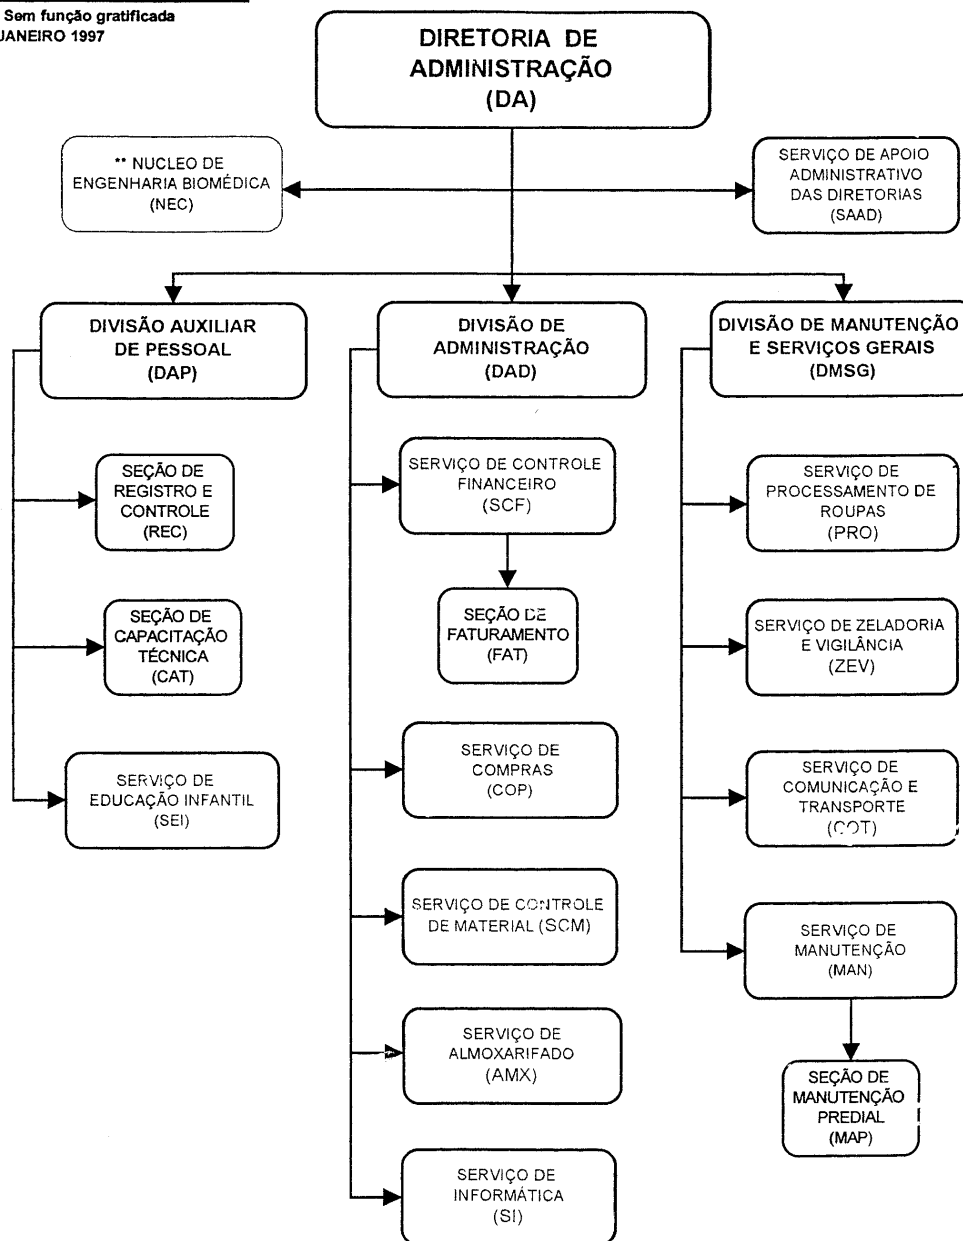 Sem função gratificada
JANEIRO 1997
DIRETORIA DE
ADMINISTRAÇÃO
(DA)
** NUCLEO DE
ENGENHARIA BIOMÉDICA
(NEC)
SERVIÇO DE APOIO
ADMINISTRATIVO
DAS DIRETORIAS
(SAAD)
DIVISÃO AUXILIAR
DE PESSOAL
(DAP)
DIVISÃO DE
ADMINISTRAÇÃO
(DAD)
DIVISÃO DE MANUTENÇÃO
E SERVIÇOS GERAIS
(DMSG)
SEÇÃO DE
REGISTRO E
CONTROLE
(REC)
SERVIÇO DE CONTROLE
FINANCEIRO
(SCF)
SERVIÇO DE
PROCESSAMENTO DE
ROUPAS
(PRO)
SEÇÃO DE
CAPACITAÇÃO
TÉCNICA
(CAT)
SEÇÃO DE
FATURAMENTO
(FAT)
SERVIÇO DE ZELADORIA
E VIGILÂNCIA
(ZEV)
SERVIÇO DE
EDUCAÇÃO INFANTIL
(SEI)
SERVIÇO DE
COMPRAS
(COP)
SERVIÇO DE
COMUNICAÇÃO E
TRANSPORTE
(COT)
SERVIÇO DE CONTROLE
DE MATERIAL (SCM)
SERVIÇO DE
MANUTENÇÃO
(MAN)
SERVIÇO DE
ALMOXARIFADO
(AMX)
SEÇÃO DE
MANUTENÇÃO
PREDIAL
(MAP)
SERVIÇO DE
INFORMÁTICA
(SI)